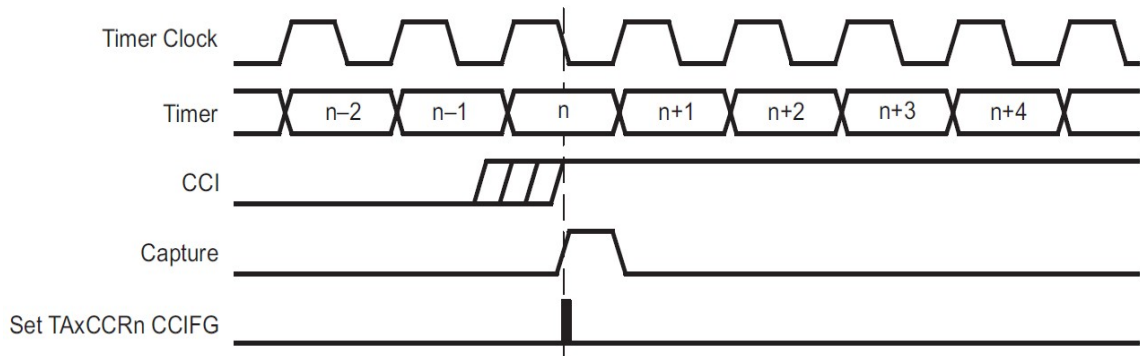 Timer Clock
Timer
n–2 n–1 n n+1 n+2 n+3 n+4
CCI
Capture
Set TAxCCRn CCIFG